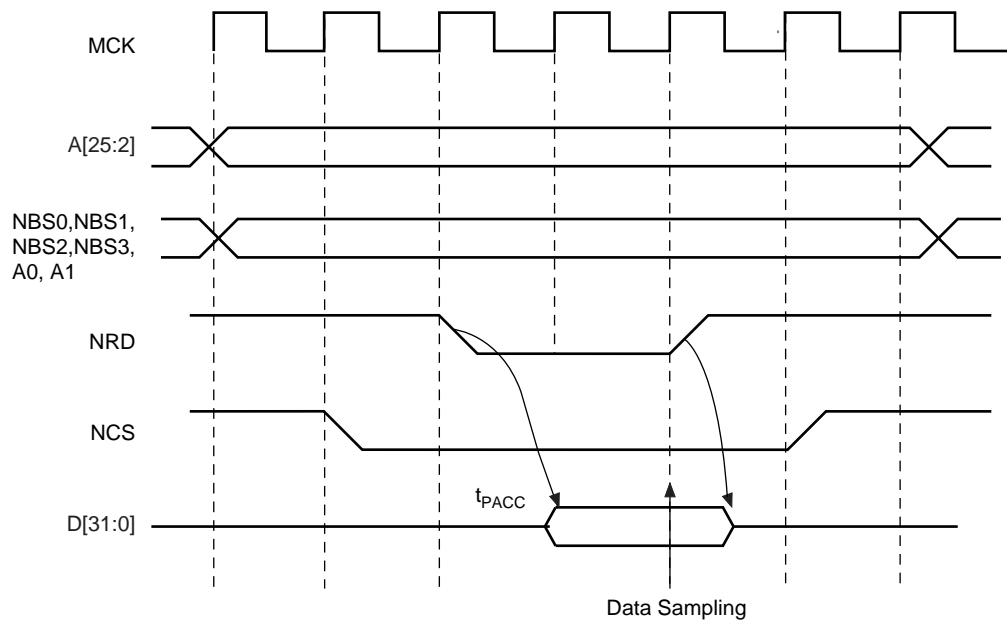 MCK
A[25:2]
NBS0,NBS1,
NBS2,NBS3,
A0, A1
NRD
NCS
tPACC
D[31:0]
Data Sampling